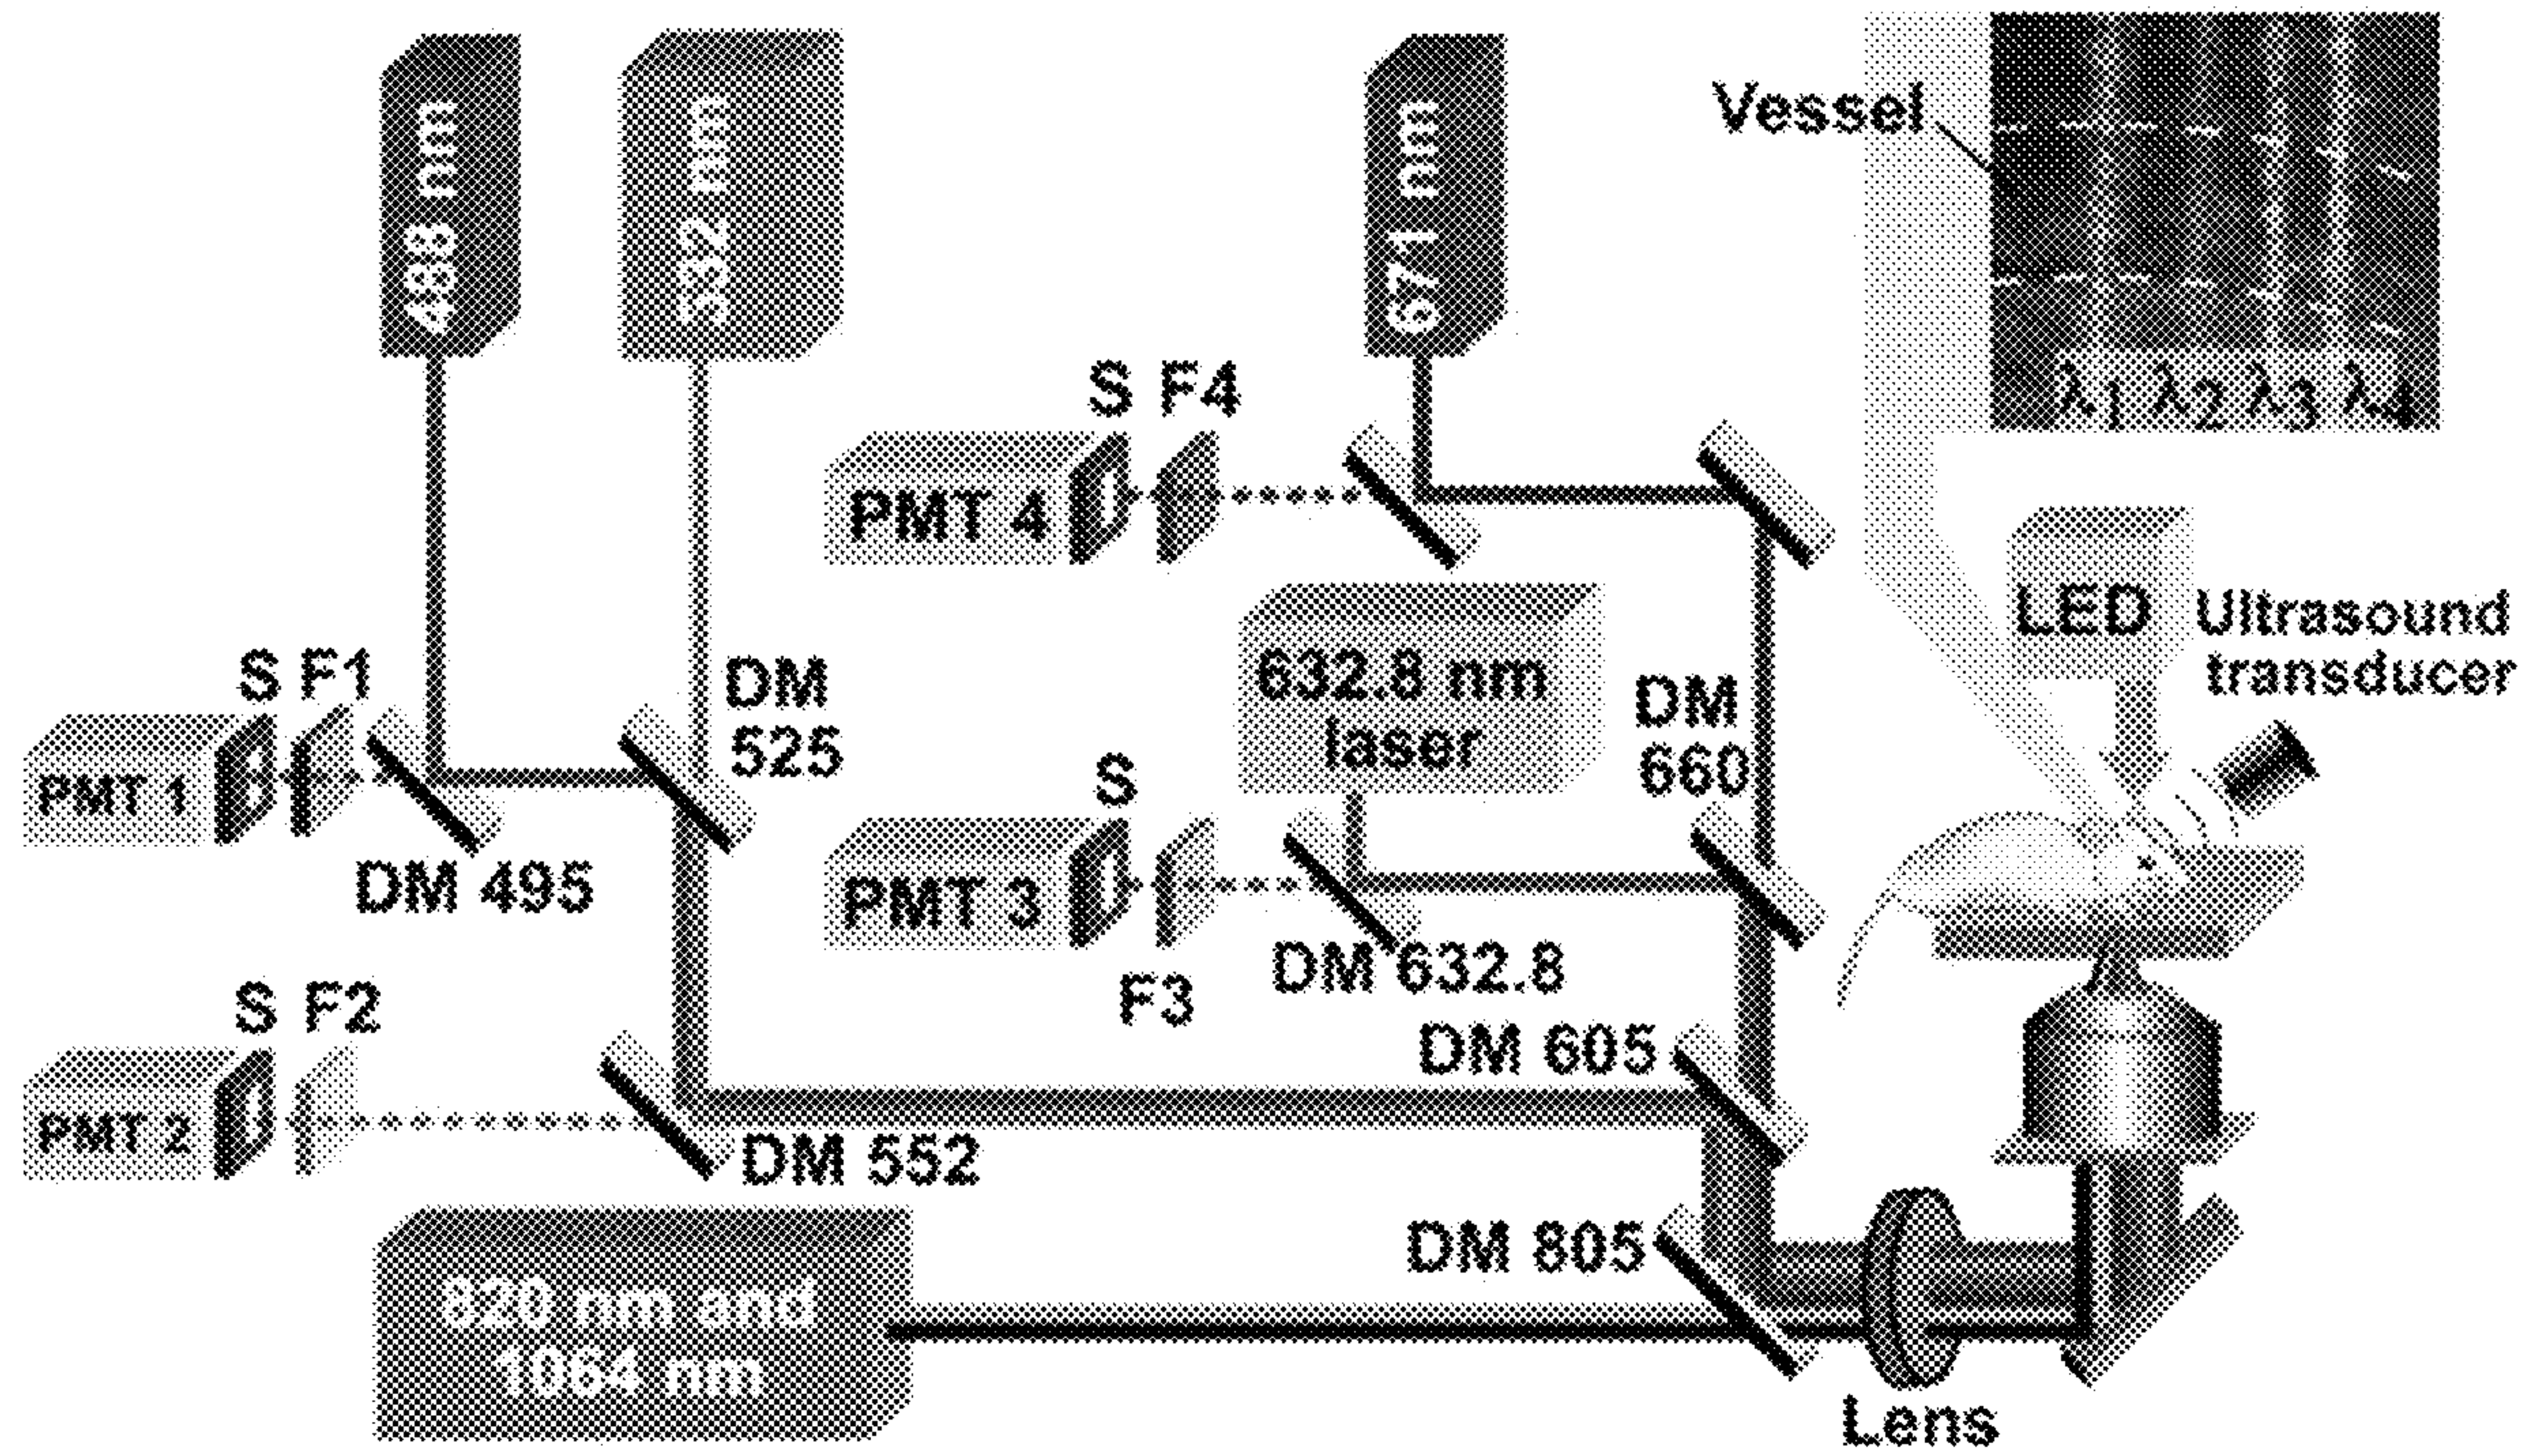 488 nm
532 nm
671 nm
Vessel
λ1 λ2 λ3 λ4
S F4
PMT 4
LED
Ultrasound
transducer
632.8 nm
laser
DM
660
S F1
PMT 1
DM
525
DM 495
S
PMT 3
F3
DM 632.8
S F2
PMT 2
DM 605
DM 552
DM 805
820 nm and
1064 nm
Lens